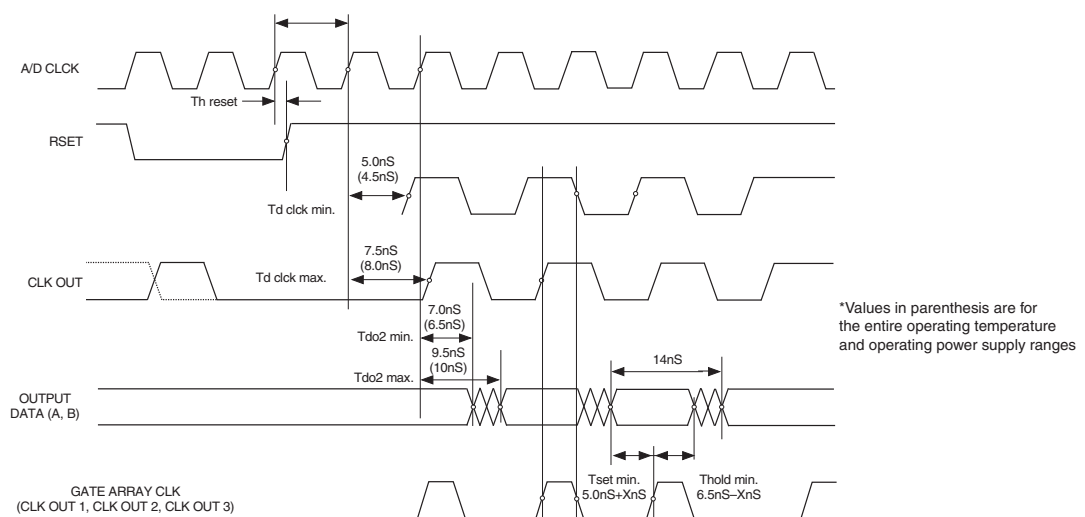 A/D CLCK
Th reset
RSET
5.0nS
(4.5nS)
Td clck min.
7.5nS
(8.0nS)
CLK OUT
Td clck max.
7.0nS
(6.5nS)
Tdo2 min.
9.5nS
(10nS)
Tdo2 max.
14nS
*Values in parenthesis are for
the entire operating temperature
and operating power supply ranges
OUTPUT
DATA (A, B)
Tset min.
5.0nS+XnS
Thold min.
6.5nS–XnS
GATE ARRAY CLK
(CLK OUT 1, CLK OUT 2, CLK OUT 3)